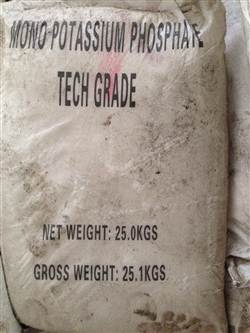 MONO POTASSIUM PHOSPHATE
TECH GRADE
NET WEIGHT: 25.0KGS
GROSS WEIGHT: 25.1KGS